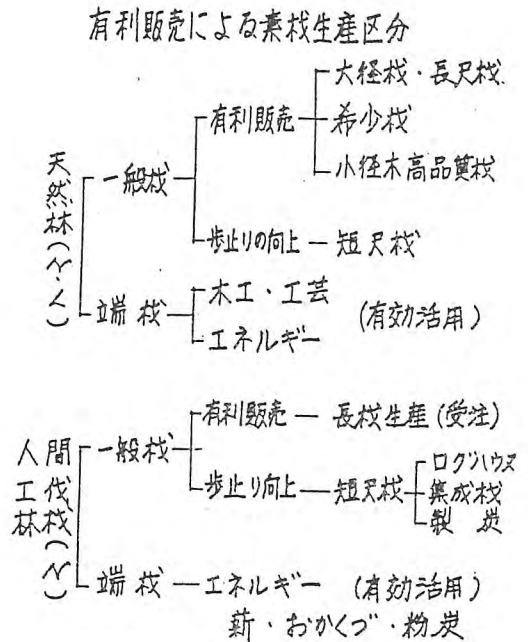 有利販売による素材生産区分
天然林(N・L)
一般材
有利販売
大径材・長尺材
希少材
小径木高品質材
歩止りの向上
短尺材
端材
木工・工芸
エネルギー
(有効活用)
人工林
間伐材(N)
一般材
有利販売
長材生産(受注)
歩止り向上
短尺材
ログハウス
集成材
製炭
端材
エネルギー
(有効活用)
薪・おがくづ・粉炭